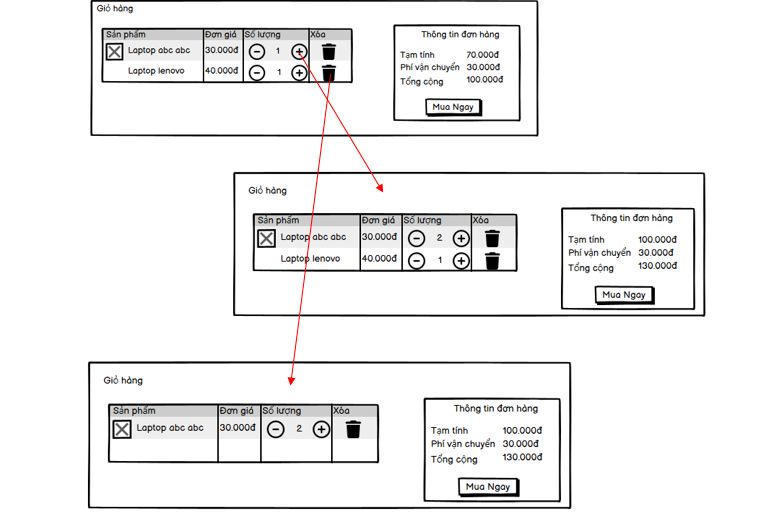 Giỏ hàng
Sản phẩm Đơn giá Số lượng Xóa
Laptop abc abc 30.000đ 1
Laptop lenovo 40.000đ 1
Thông tin đơn hàng
Tạm tính 70.000đ
Phí vận chuyển 30.000đ
Tổng cộng 100.000đ
Mua Ngay
Giỏ hàng
Sản phẩm Đơn giá Số lượng Xóa
Laptop abc abc 30.000đ 2
Laptop lenovo 40.000đ 1
Thông tin đơn hàng
Tạm tính 100.000đ
Phí vận chuyển 30.000đ
Tổng cộng 130.000đ
Mua Ngay
Giỏ hàng
Sản phẩm Đơn giá Số lượng Xóa
Laptop abc abc 30.000đ 2
Thông tin đơn hàng
Tạm tính 100.000đ
Phí vận chuyển 30.000đ
Tổng cộng 130.000đ
Mua Ngay